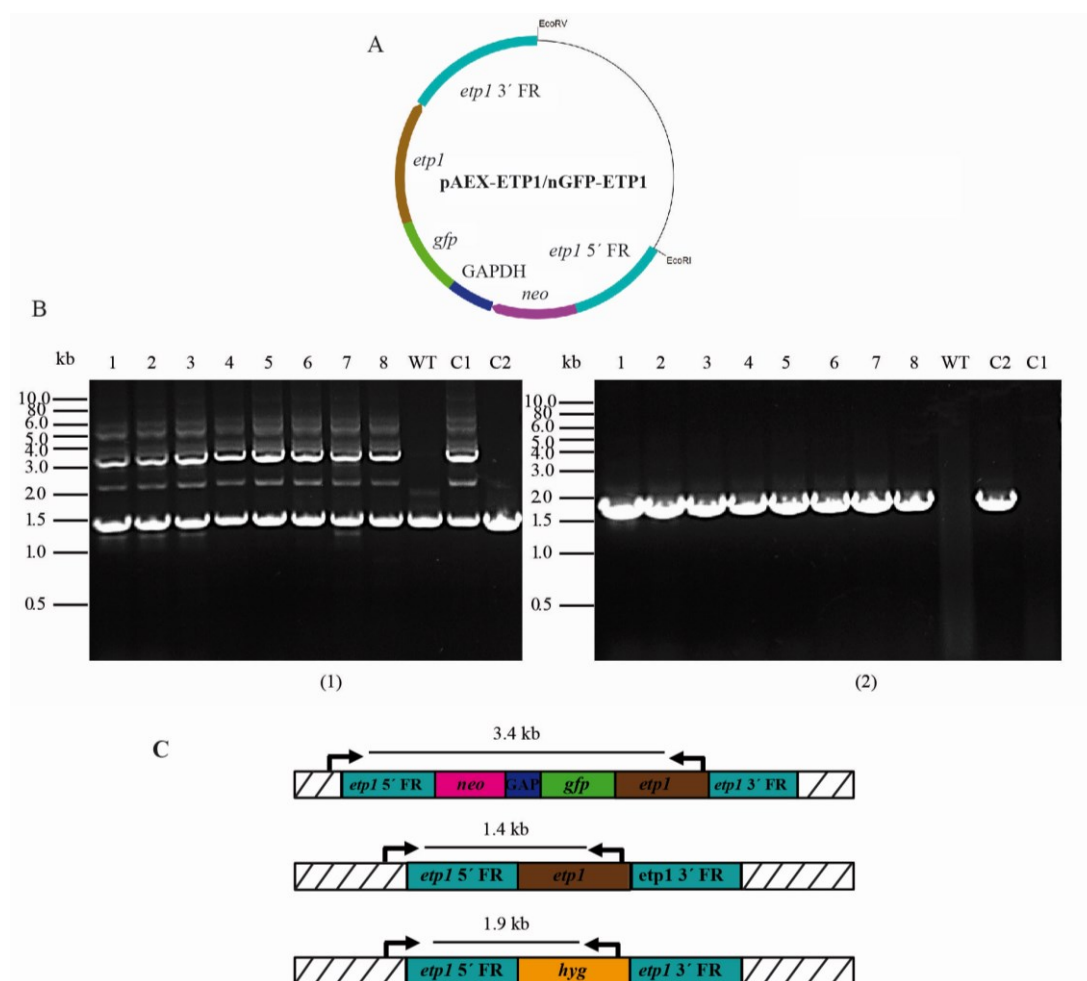 A
EcoRV
etp1 3´ FR
etp1
pAEX-ETP1/nGFP-ETP1
gfp
etp1 5´ FR
EcoRI
GAPDH
neo
B
kb 1 2 3 4 5 6 7 8 WT C1 C2
10.0
80
6.0
5.0
4.0
3.0
2.0
1.5
1.0
0.5
(1)
kb 1 2 3 4 5 6 7 8 WT C2 C1
10.0
80
6.0
5.0
4.0
3.0
2.0
1.5
1.0
0.5
(2)
C
3.4 kb
etp1 5´ FR neo GAP gfp etp1 etp1 3´ FR
1.4 kb
etp1 5´ FR etp1 etp1 3´ FR
1.9 kb
etp1 5´ FR hyg etp1 3´ FR